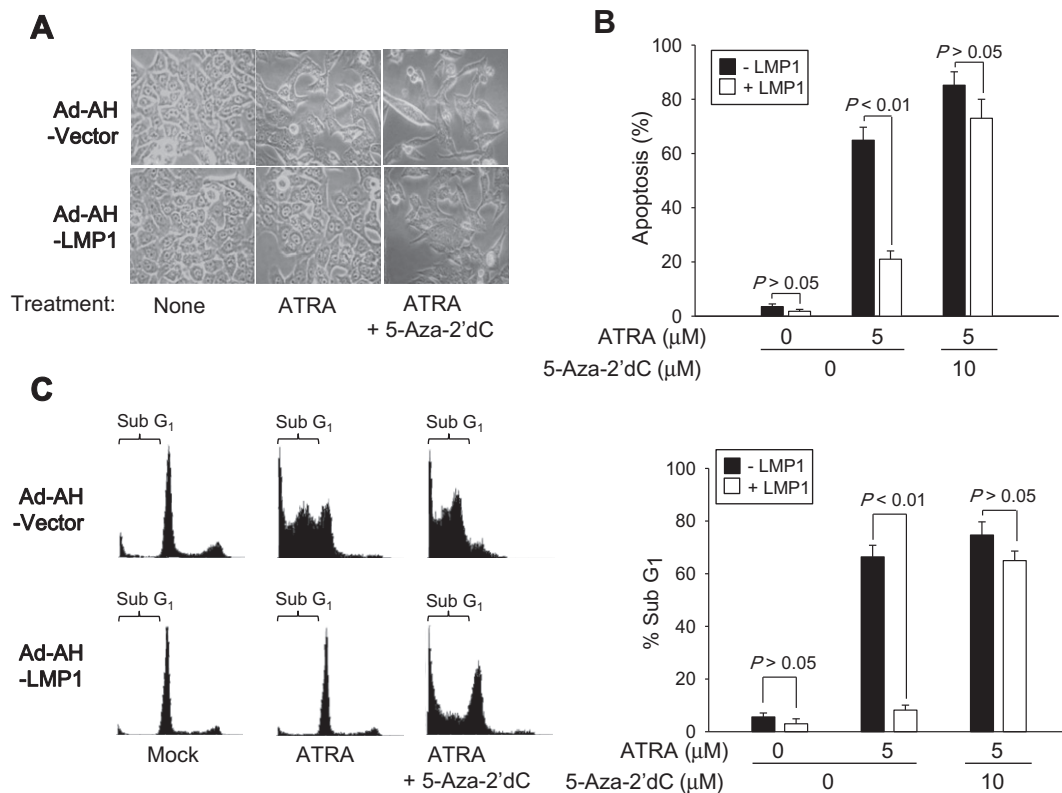 A
Ad-AH
-Vector
Ad-AH
-LMP1
Treatment: None ATRA ATRA
+ 5-Aza-2'dC
B
Apoptosis (%)
100
80
60
40
20
0
- LMP1
+ LMP1
P > 0.05
P < 0.01
P > 0.05
ATRA (μM) 0 5 5
5-Aza-2'dC (μM) 0 10
C
Sub G1 Sub G1 Sub G1
Ad-AH
-Vector
Sub G1 Sub G1 Sub G1
Ad-AH
-LMP1
Mock ATRA ATRA
+ 5-Aza-2'dC
% Sub G1
100
80
60
40
20
0
- LMP1
+ LMP1
P > 0.05
P < 0.01
P > 0.05
ATRA (μM) 0 5 5
5-Aza-2'dC (μM) 0 10